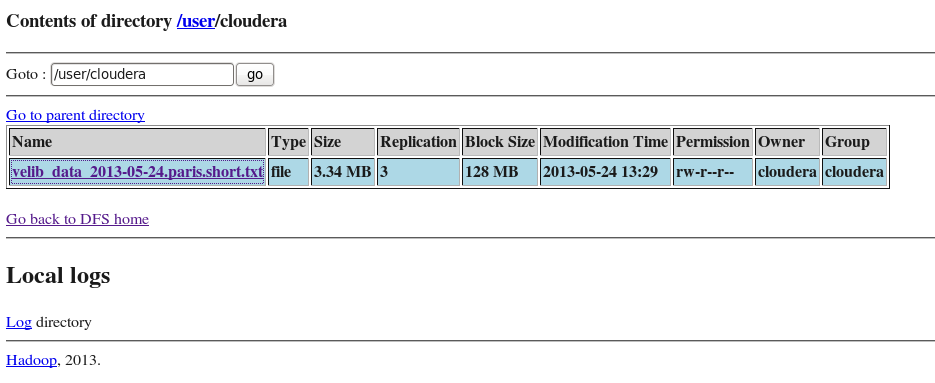 Contents of directory /user/cloudera
Goto : /user/cloudera go
Go to parent directory
Name Type Size Replication Block Size Modification Time Permission Owner Group
velib_data_2013-05-24.paris.short.txt file 3.34 MB 3 128 MB 2013-05-24 13:29 rw-r--r-- cloudera cloudera
Go back to DFS home
Local logs
Log directory
Hadoop, 2013.